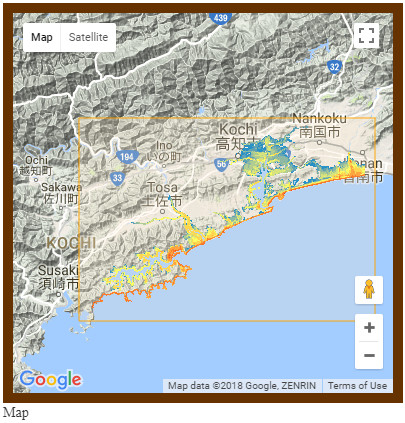 439
Map Satellite
32
Nankoku
南国市
Kochi
高知市
Ino
いの町
194
56
Ochi
越知町
33
Konan
香南市
Sakawa
佐川町
Tosa
土佐市
KOCHI
Susaki
須崎市
Google
Map data ©2018 Google, ZENRIN Terms of Use
Map